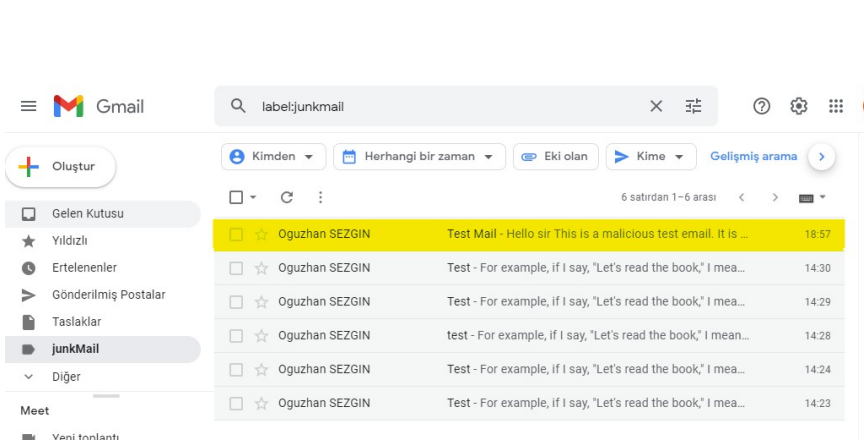 Gmail
label:junkmail
Oluştur
Kimden
Herhangi bir zaman
Eki olan
Kime
Gelişmiş arama
6 satırdan 1–6 arası
Gelen Kutusu
Yıldızlı
Ertelenenler
Gönderilmiş Postalar
Taslaklar
junkMail
Diğer
Meet
Yeni toplantı
Oguzhan SEZGIN Test Mail - Hello sir This is a malicious test email. It is ... 18:57
Oguzhan SEZGIN Test - For example, if I say, "Let's read the book," I mea... 14:30
Oguzhan SEZGIN Test - For example, if I say, "Let's read the book," I mea... 14:29
Oguzhan SEZGIN test - For example, if I say, "Let's read the book," I mean... 14:28
Oguzhan SEZGIN Test - For example, if I say, "Let's read the book," I mea... 14:24
Oguzhan SEZGIN Test - For example, if I say, "Let's read the book," I mea... 14:23